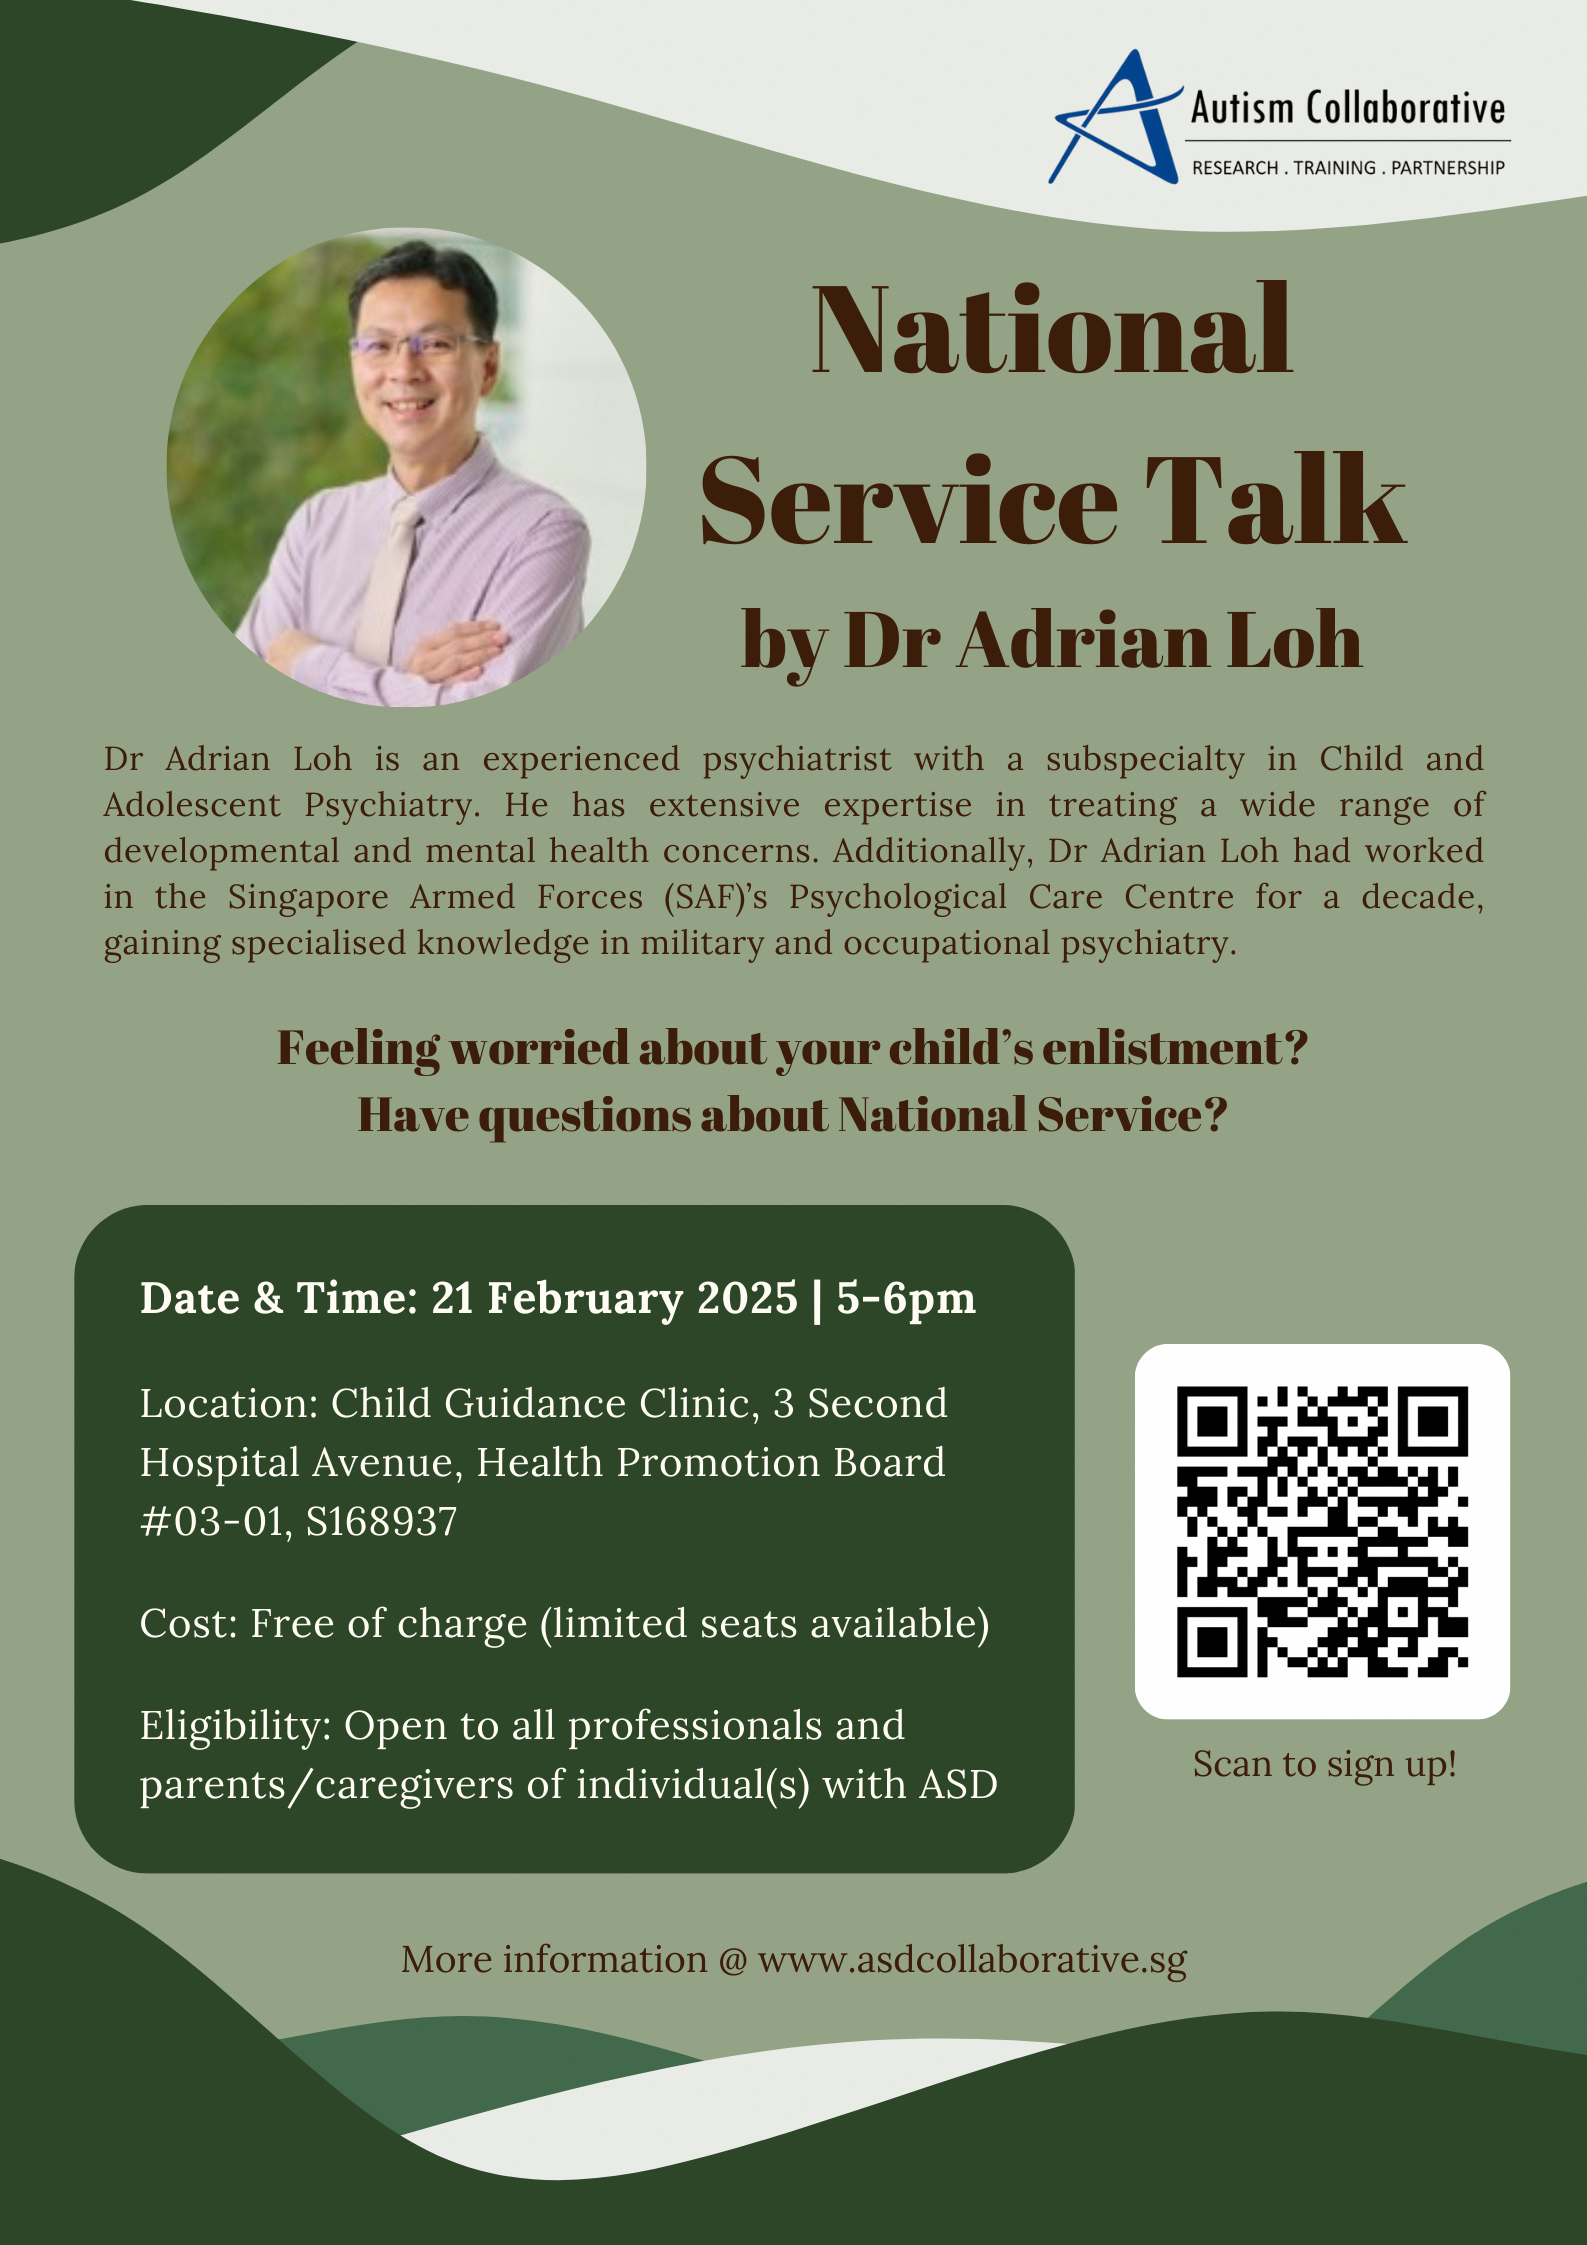 Autism Collaborative
RESEARCH . TRAINING . PARTNERSHIP
National
Service Talk
by Dr Adrian Loh
Dr Adrian Loh is an experienced psychiatrist with a subspecialty in Child and
Adolescent Psychiatry. He has extensive expertise in treating a wide range of
developmental and mental health concerns. Additionally, Dr Adrian Loh had worked
in the Singapore Armed Forces (SAF)’s Psychological Care Centre for a decade,
gaining specialised knowledge in military and occupational psychiatry.
Feeling worried about your child’s enlistment?
Have questions about National Service?
Date & Time: 21 February 2025 | 5-6pm
Location: Child Guidance Clinic, 3 Second
Hospital Avenue, Health Promotion Board
#03-01, S168937
Cost: Free of charge (limited seats available)
Eligibility: Open to all professionals and
parents/caregivers of individual(s) with ASD
Scan to sign up!
More information @ www.asdcollaborative.sg